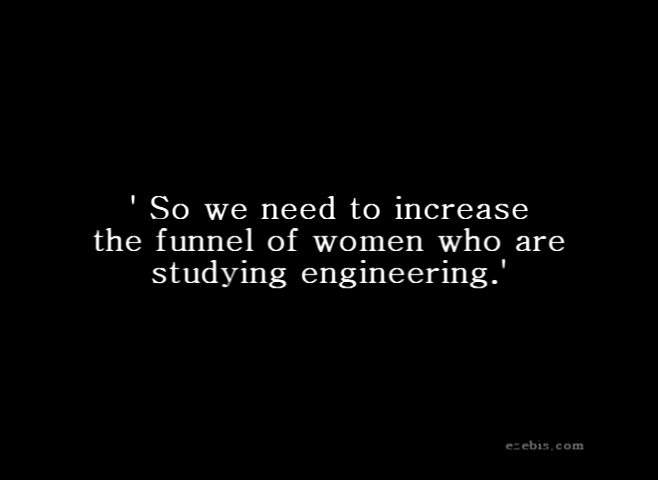 ' So we need to increase
the funnel of women who are
studying engineering.'
ezebis.com